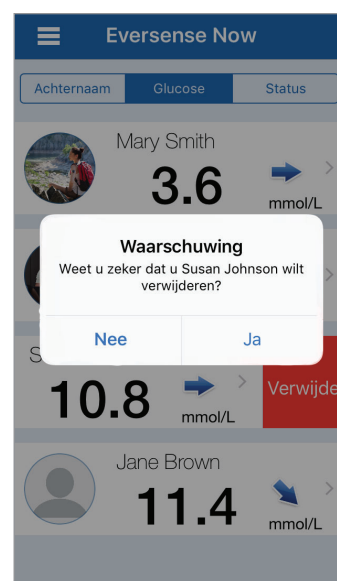 Eversense Now
Achternaam Glucose Status
Mary Smith
3.6
mmol/L
Waarschuwing
Weet u zeker dat u Susan Johnson wilt
verwijderen?
Nee Ja
10.8
mmol/L
Verwijde
Jane Brown
11.4
mmol/L